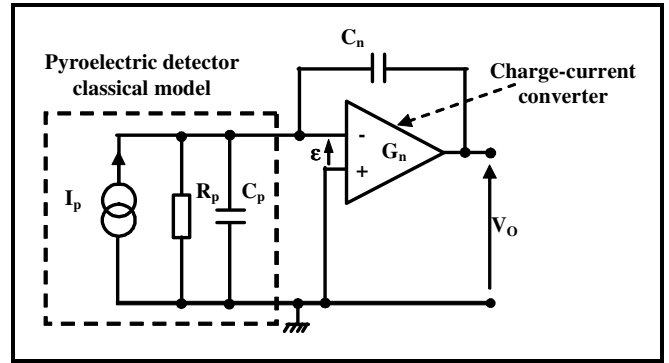 Cn
Pyroelectric detector
classical model
Charge-current
converter
-
ε
Gn
+
Ip
Rp
Cp
VO